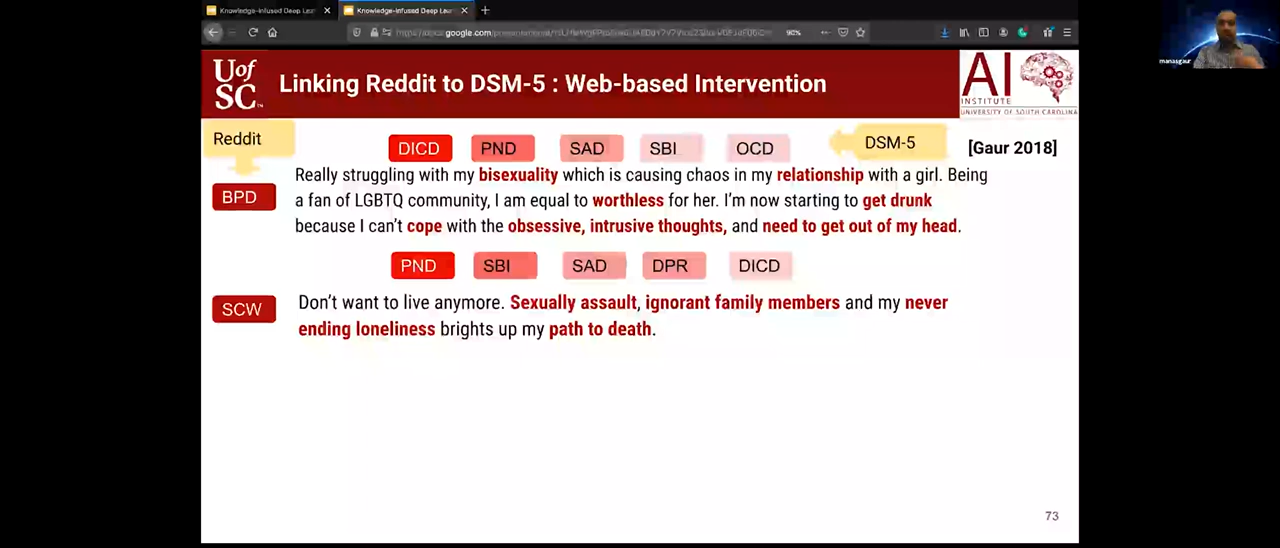 Knowledge-Infused Deep Lear
Knowledge-Infused Deep Lear
90%
manasgaur
UofSC
Linking Reddit to DSM-5 : Web-based Intervention
AI
INSTITUTE
UNIVERSITY OF SOUTH CAROLINA
Reddit
DICD PND SAD SBI OCD
DSM-5
[Gaur 2018]
BPD
Really struggling with my bisexuality which is causing chaos in my relationship with a girl. Being
a fan of LGBTQ community, I am equal to worthless for her. I'm now starting to get drunk
because I can't cope with the obsessive, intrusive thoughts, and need to get out of my head.
PND SBI SAD DPR DICD
SCW
Don't want to live anymore. Sexually assault, ignorant family members and my never
ending loneliness brights up my path to death.
73